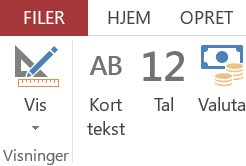 FILER HJEM OPRET
AB 12
Vis Kort tekst Tal Valuta
Visninger